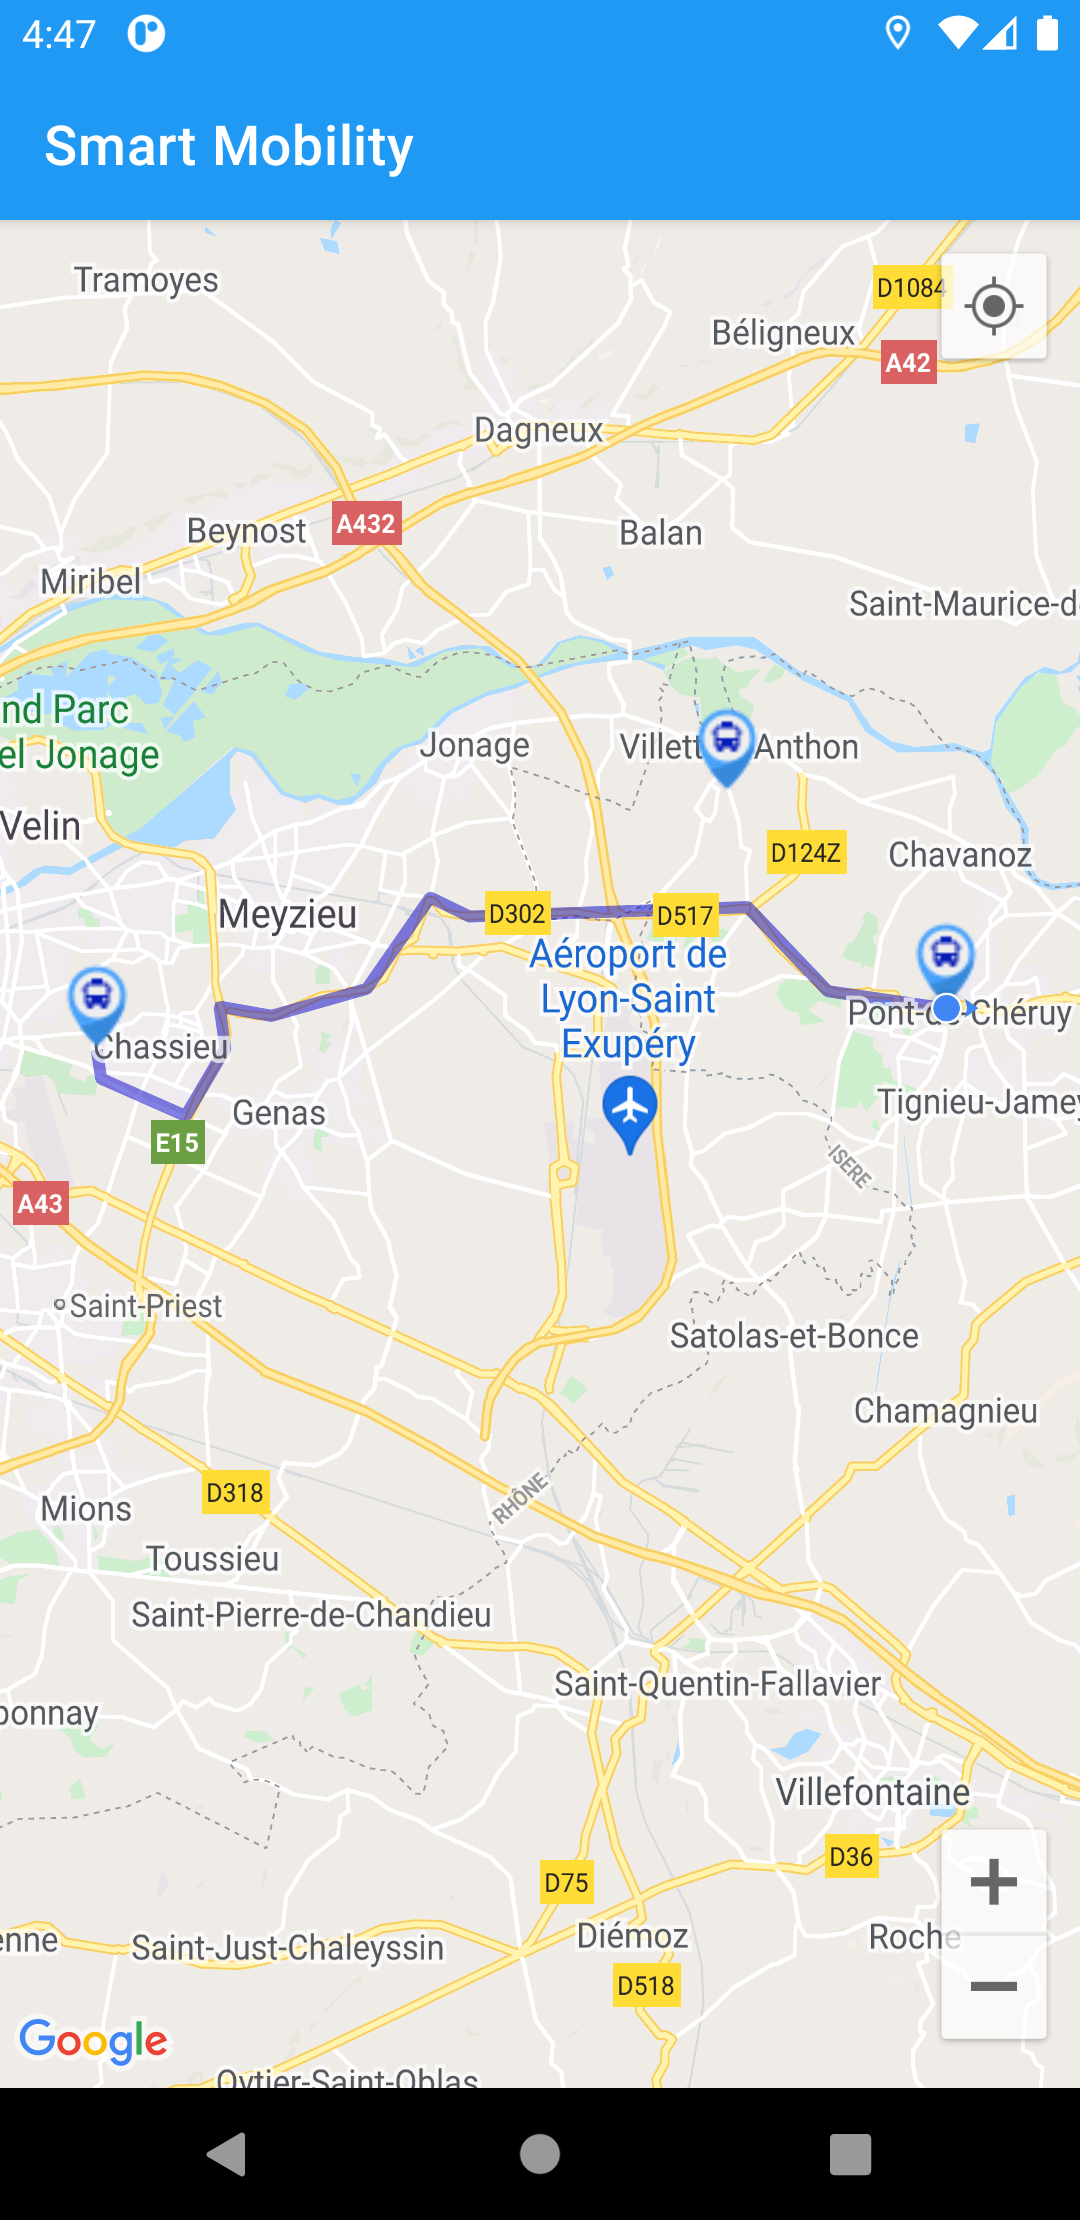 4:47
Smart Mobility
Tramoyes
D1084
Béligneux
A42
Dagneux
A432
Beynost
Balan
Miribel
Saint-Maurice-d
nd Parc
el Jonage
Jonage
Villett
Anthon
Velin
D124Z
Chavanoz
Meyzieu
D302
D517
Aéroport de
Lyon-Saint
Exupéry
Pont-de-Chéruy
Chassieu
Genas
Tignieu-Jamey
E15
ISERE
A43
Saint-Priest
Satolas-et-Bonce
Chamagnieu
D318
RHÔNE
Mions
Toussieu
Saint-Pierre-de-Chandieu
Saint-Quentin-Fallavier
bonnay
Villefontaine
D36
D75
enne
Saint-Just-Chaleyssin
Diémoz
Roche
D518
Google
Oytier-Saint-Oblas